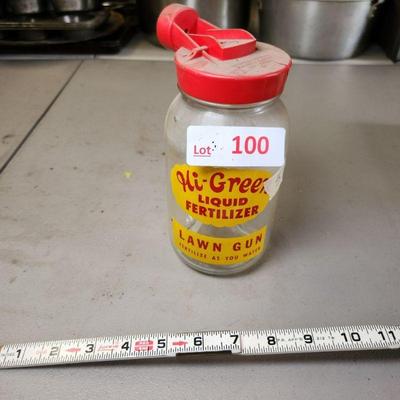 Lot 100
Hi-Green
LIQUID
FERTILIZER
LAWN GUN
FERTILIZE AS YOU WATER
1 2 3 4 5 6 7 8 9 10 11